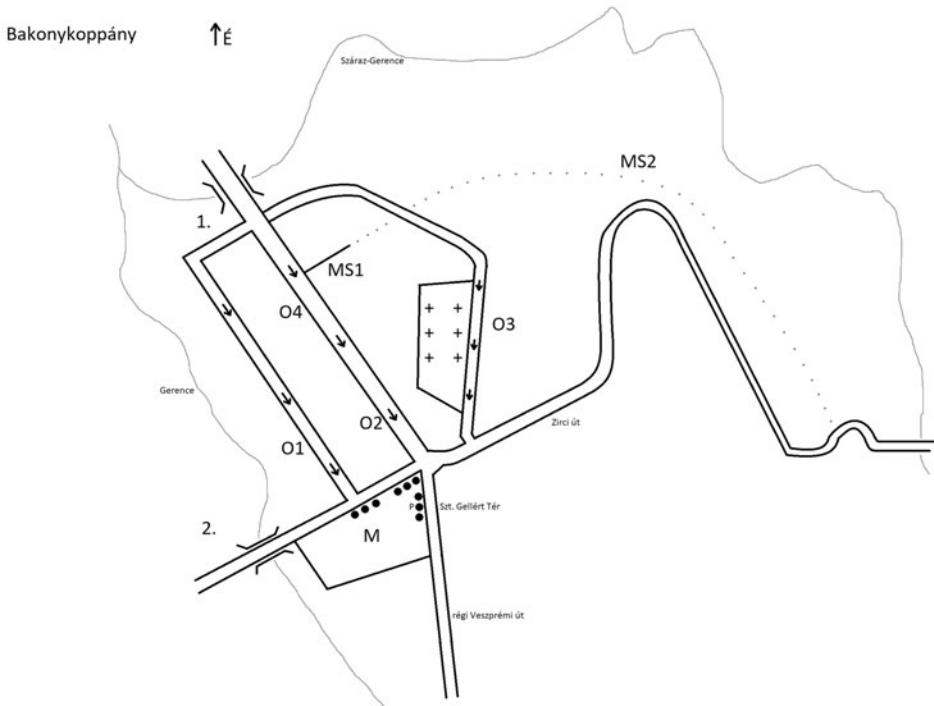 Bakonykoppány
É
Száraz-Gerence
MS2
1.
MS1
O4
O3
Gerence
O2
Zirci út
O1
P
Szt. Gellért Tér
2.
M
régi Veszprémi út